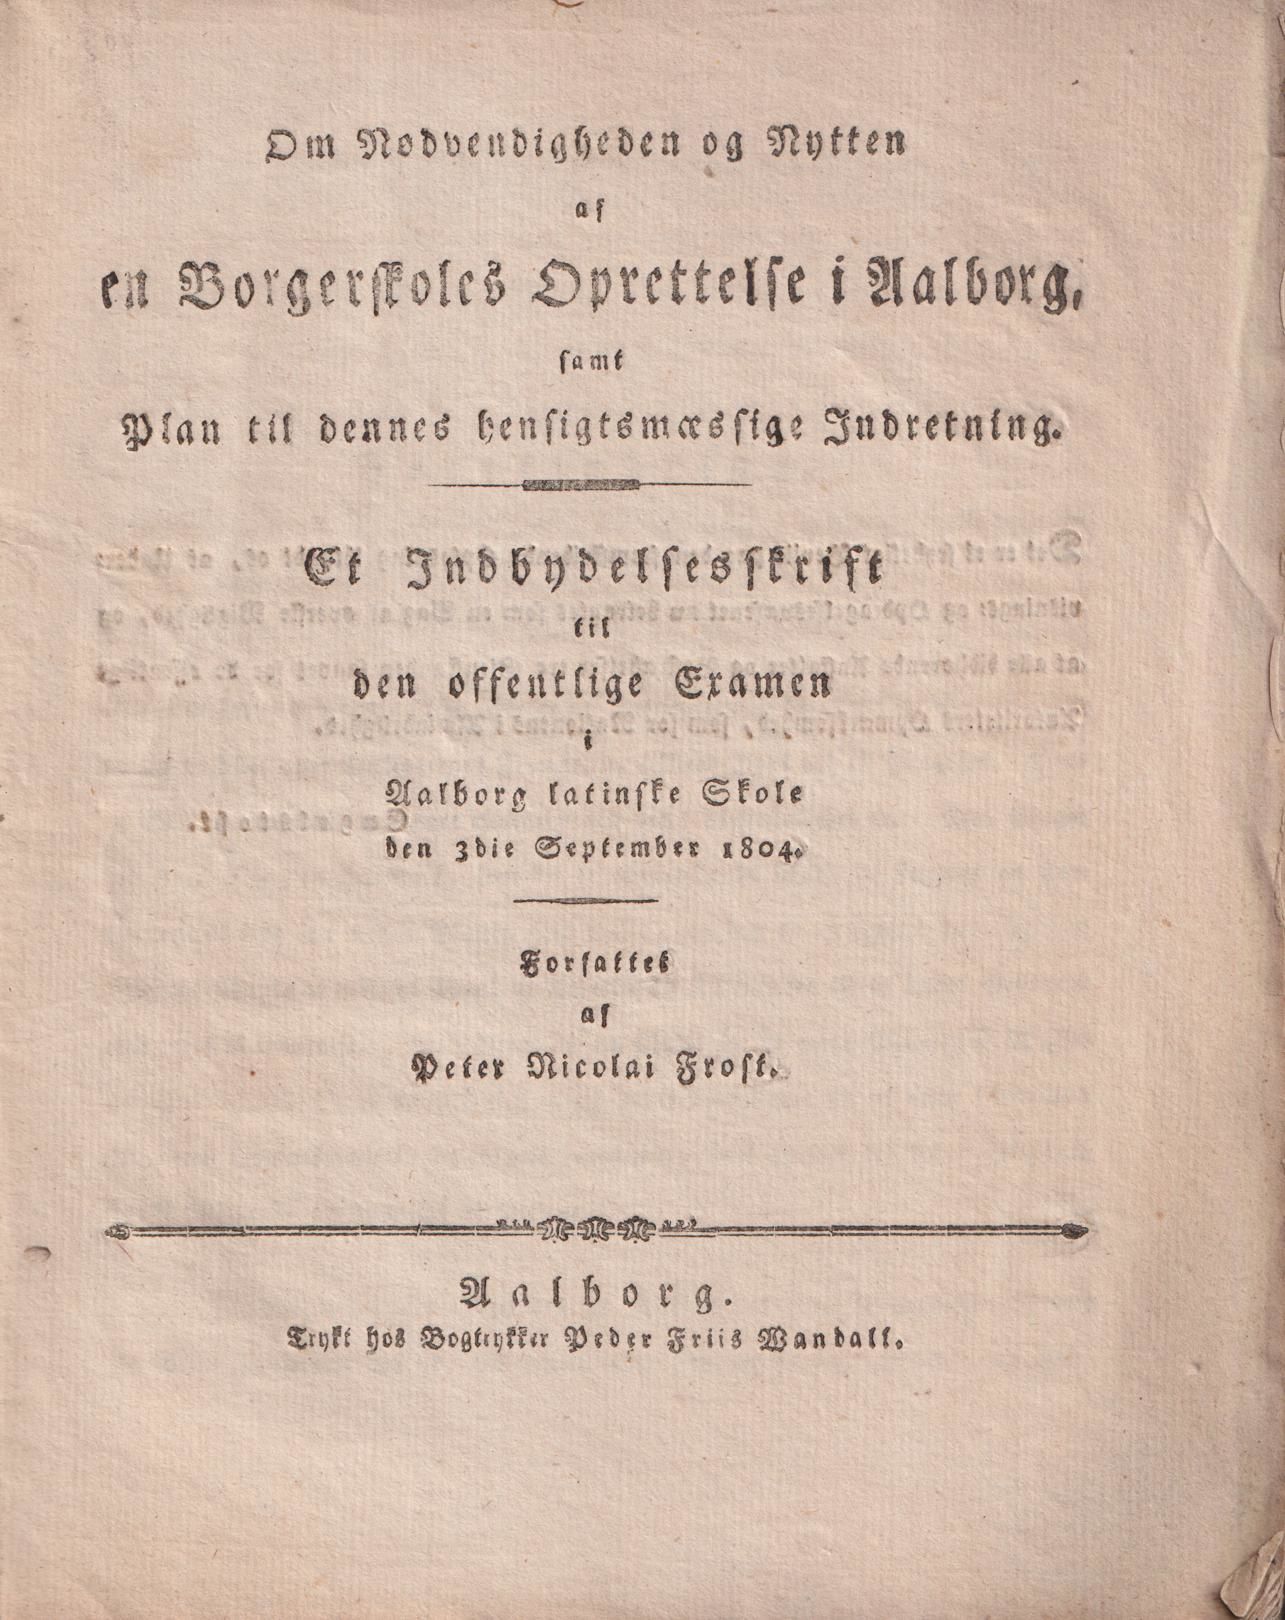 Om Nødvendigheden og Nytten
af
en Borgerskoles Oprettelse i Aalborg,
samt
Plan til dennes hensigtsmæssige Indretning.
Et Indbydelsesskrift
til
den offentlige Examen
i
Aalborg latinske Skole
den 3die September 1804.
Forfattet
af
Peter Nicolai Frost.
Aalborg.
Trykt hos Bogtrykker Peder Friis Wandall.